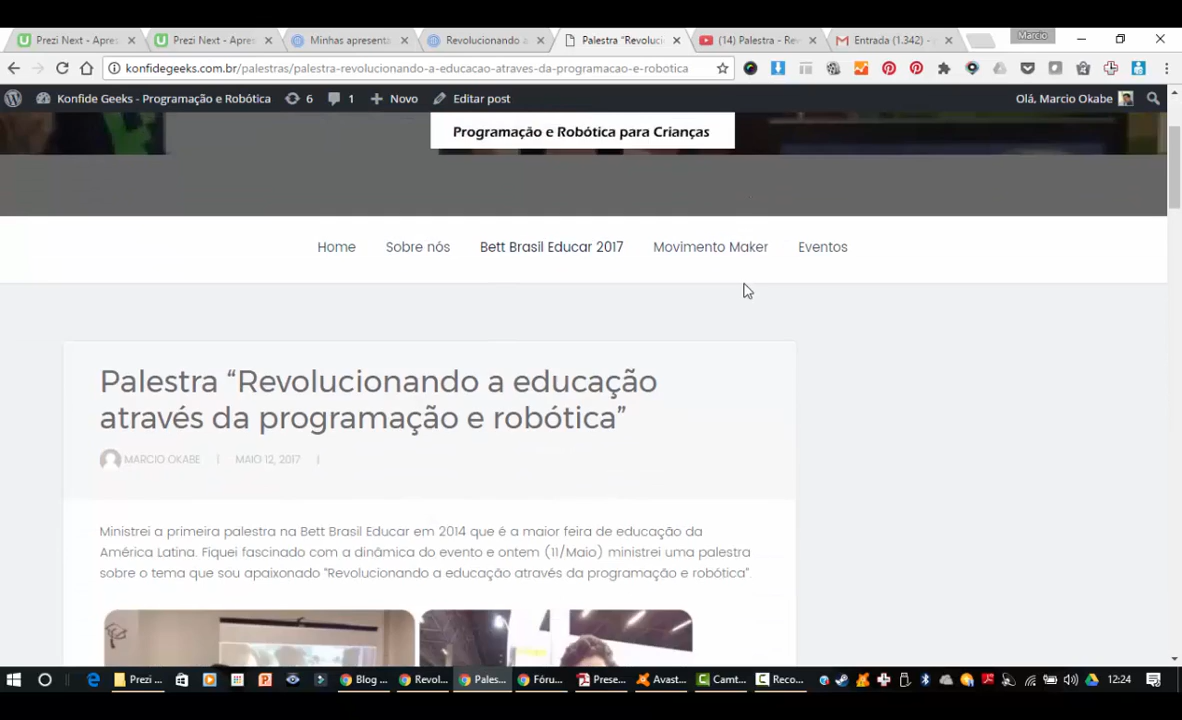 Marcio
Prezi Next - Apres
Prezi Next - Apres
Minhas apresenta
Revolucionando a
Palestra “Revoluci
(14) Palestra - Re
Entrada (1.342) -
konfidegeeks.com.br/palestras/palestra-revolucionando-a-educacao-atraves-da-programacao-e-robotica
Konfide Geeks - Programação e Robótica
6
1
Novo
Editar post
Olá, Marcio Okabe
Programação e Robótica para Crianças
Home
Sobre nós
Bett Brasil Educar 2017
Movimento Maker
Eventos
Palestra “Revolucionando a educação
através da programação e robótica”
MARCIO OKABE | MAIO 12, 2017 |
Ministrei a primeira palestra na Bett Brasil Educar em 2014 que é a maior feira de educação da
América Latina. Fiquei fascinado com a dinâmica do evento e ontem (11/Maio) ministrei uma palestra
sobre o tema que sou apaixonado “Revolucionando a educação através da programação e robótica”.
Prezi ...
Blog ...
Revol...
Pales...
Fóru...
Prese...
Avast...
Camt...
Reco...
12:24